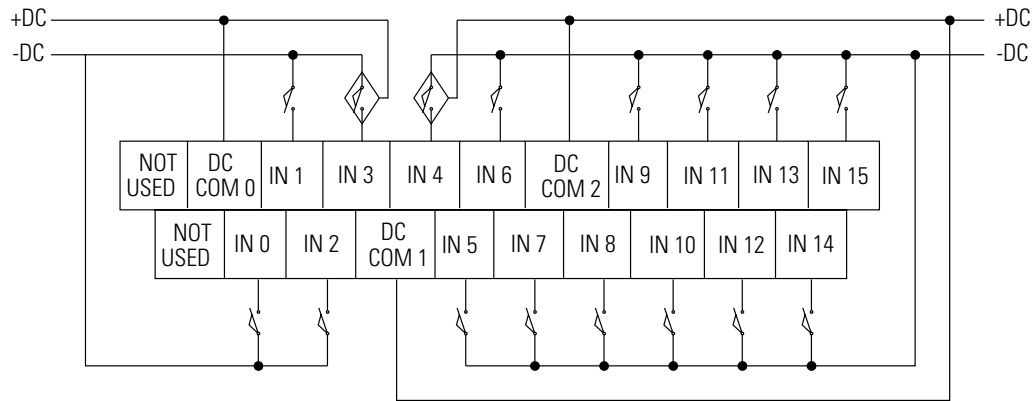 +DC +DC
-DC -DC
NOT USED
DC COM 0
IN 1
IN 3
IN 4
IN 6
DC COM 2
IN 9
IN 11
IN 13
IN 15
NOT USED
IN 0
IN 2
DC COM 1
IN 5
IN 7
IN 8
IN 10
IN 12
IN 14